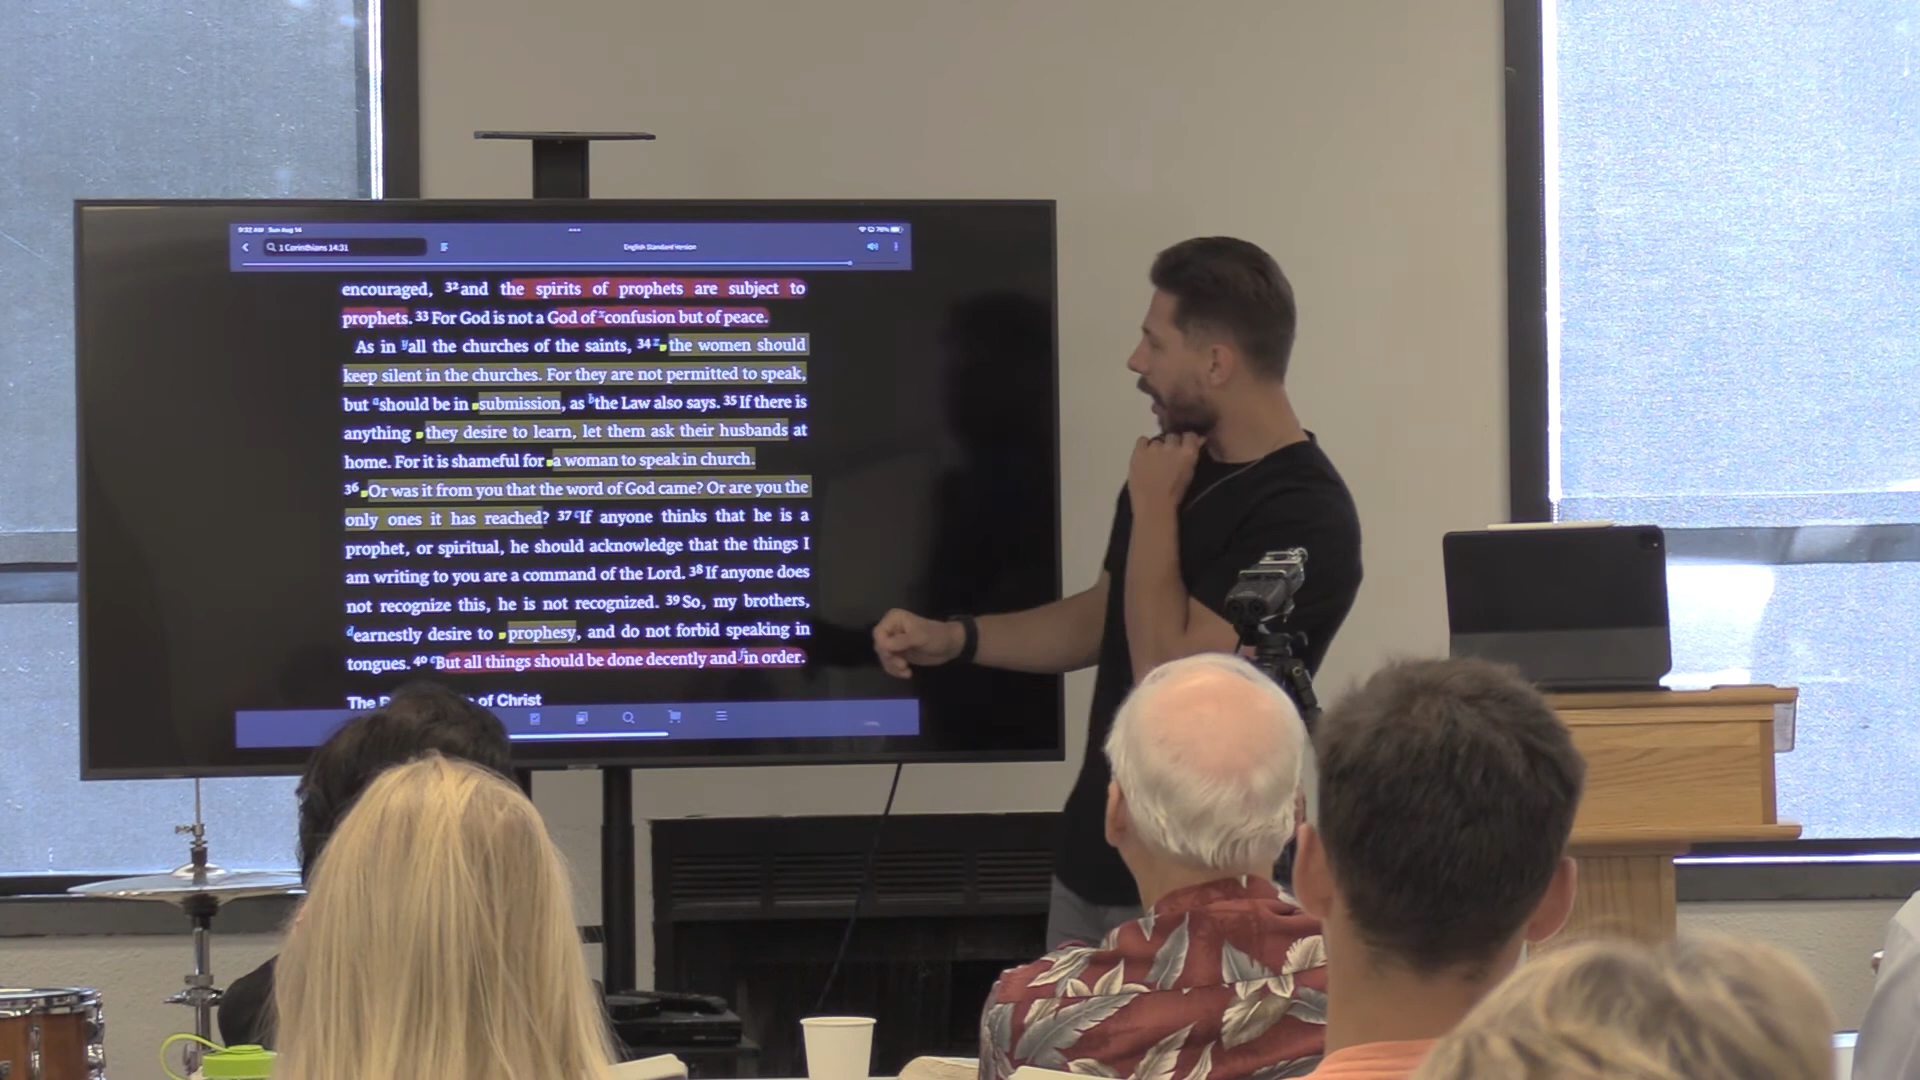 9:32 AM Sun Aug 14
76%
1 Corinthians 14:31
English Standard Version
encouraged, 32 and the spirits of prophets are subject to
prophets. 33 For God is not a God of x confusion but of peace.
As in y all the churches of the saints, 34 z the women should
keep silent in the churches. For they are not permitted to speak,
but a should be in submission, as b the Law also says. 35 If there is
anything they desire to learn, let them ask their husbands at
home. For it is shameful for a woman to speak in church.
36 Or was it from you that the word of God came? Or are you the
only ones it has reached? 37 c If anyone thinks that he is a
prophet, or spiritual, he should acknowledge that the things I
am writing to you are a command of the Lord. 38 If anyone does
not recognize this, he is not recognized. 39 So, my brothers,
d earnestly desire to prophesy, and do not forbid speaking in
tongues. 40 e But all things should be done decently and f in order.
The of Christ